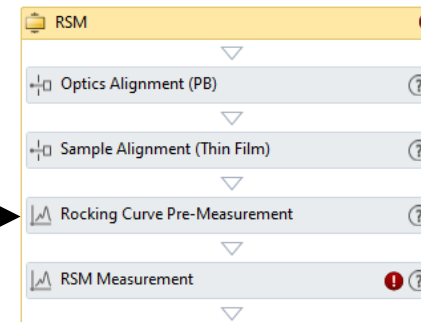 RSM
Optics Alignment (PB)
Sample Alignment (Thin Film)
Rocking Curve Pre-Measurement
RSM Measurement